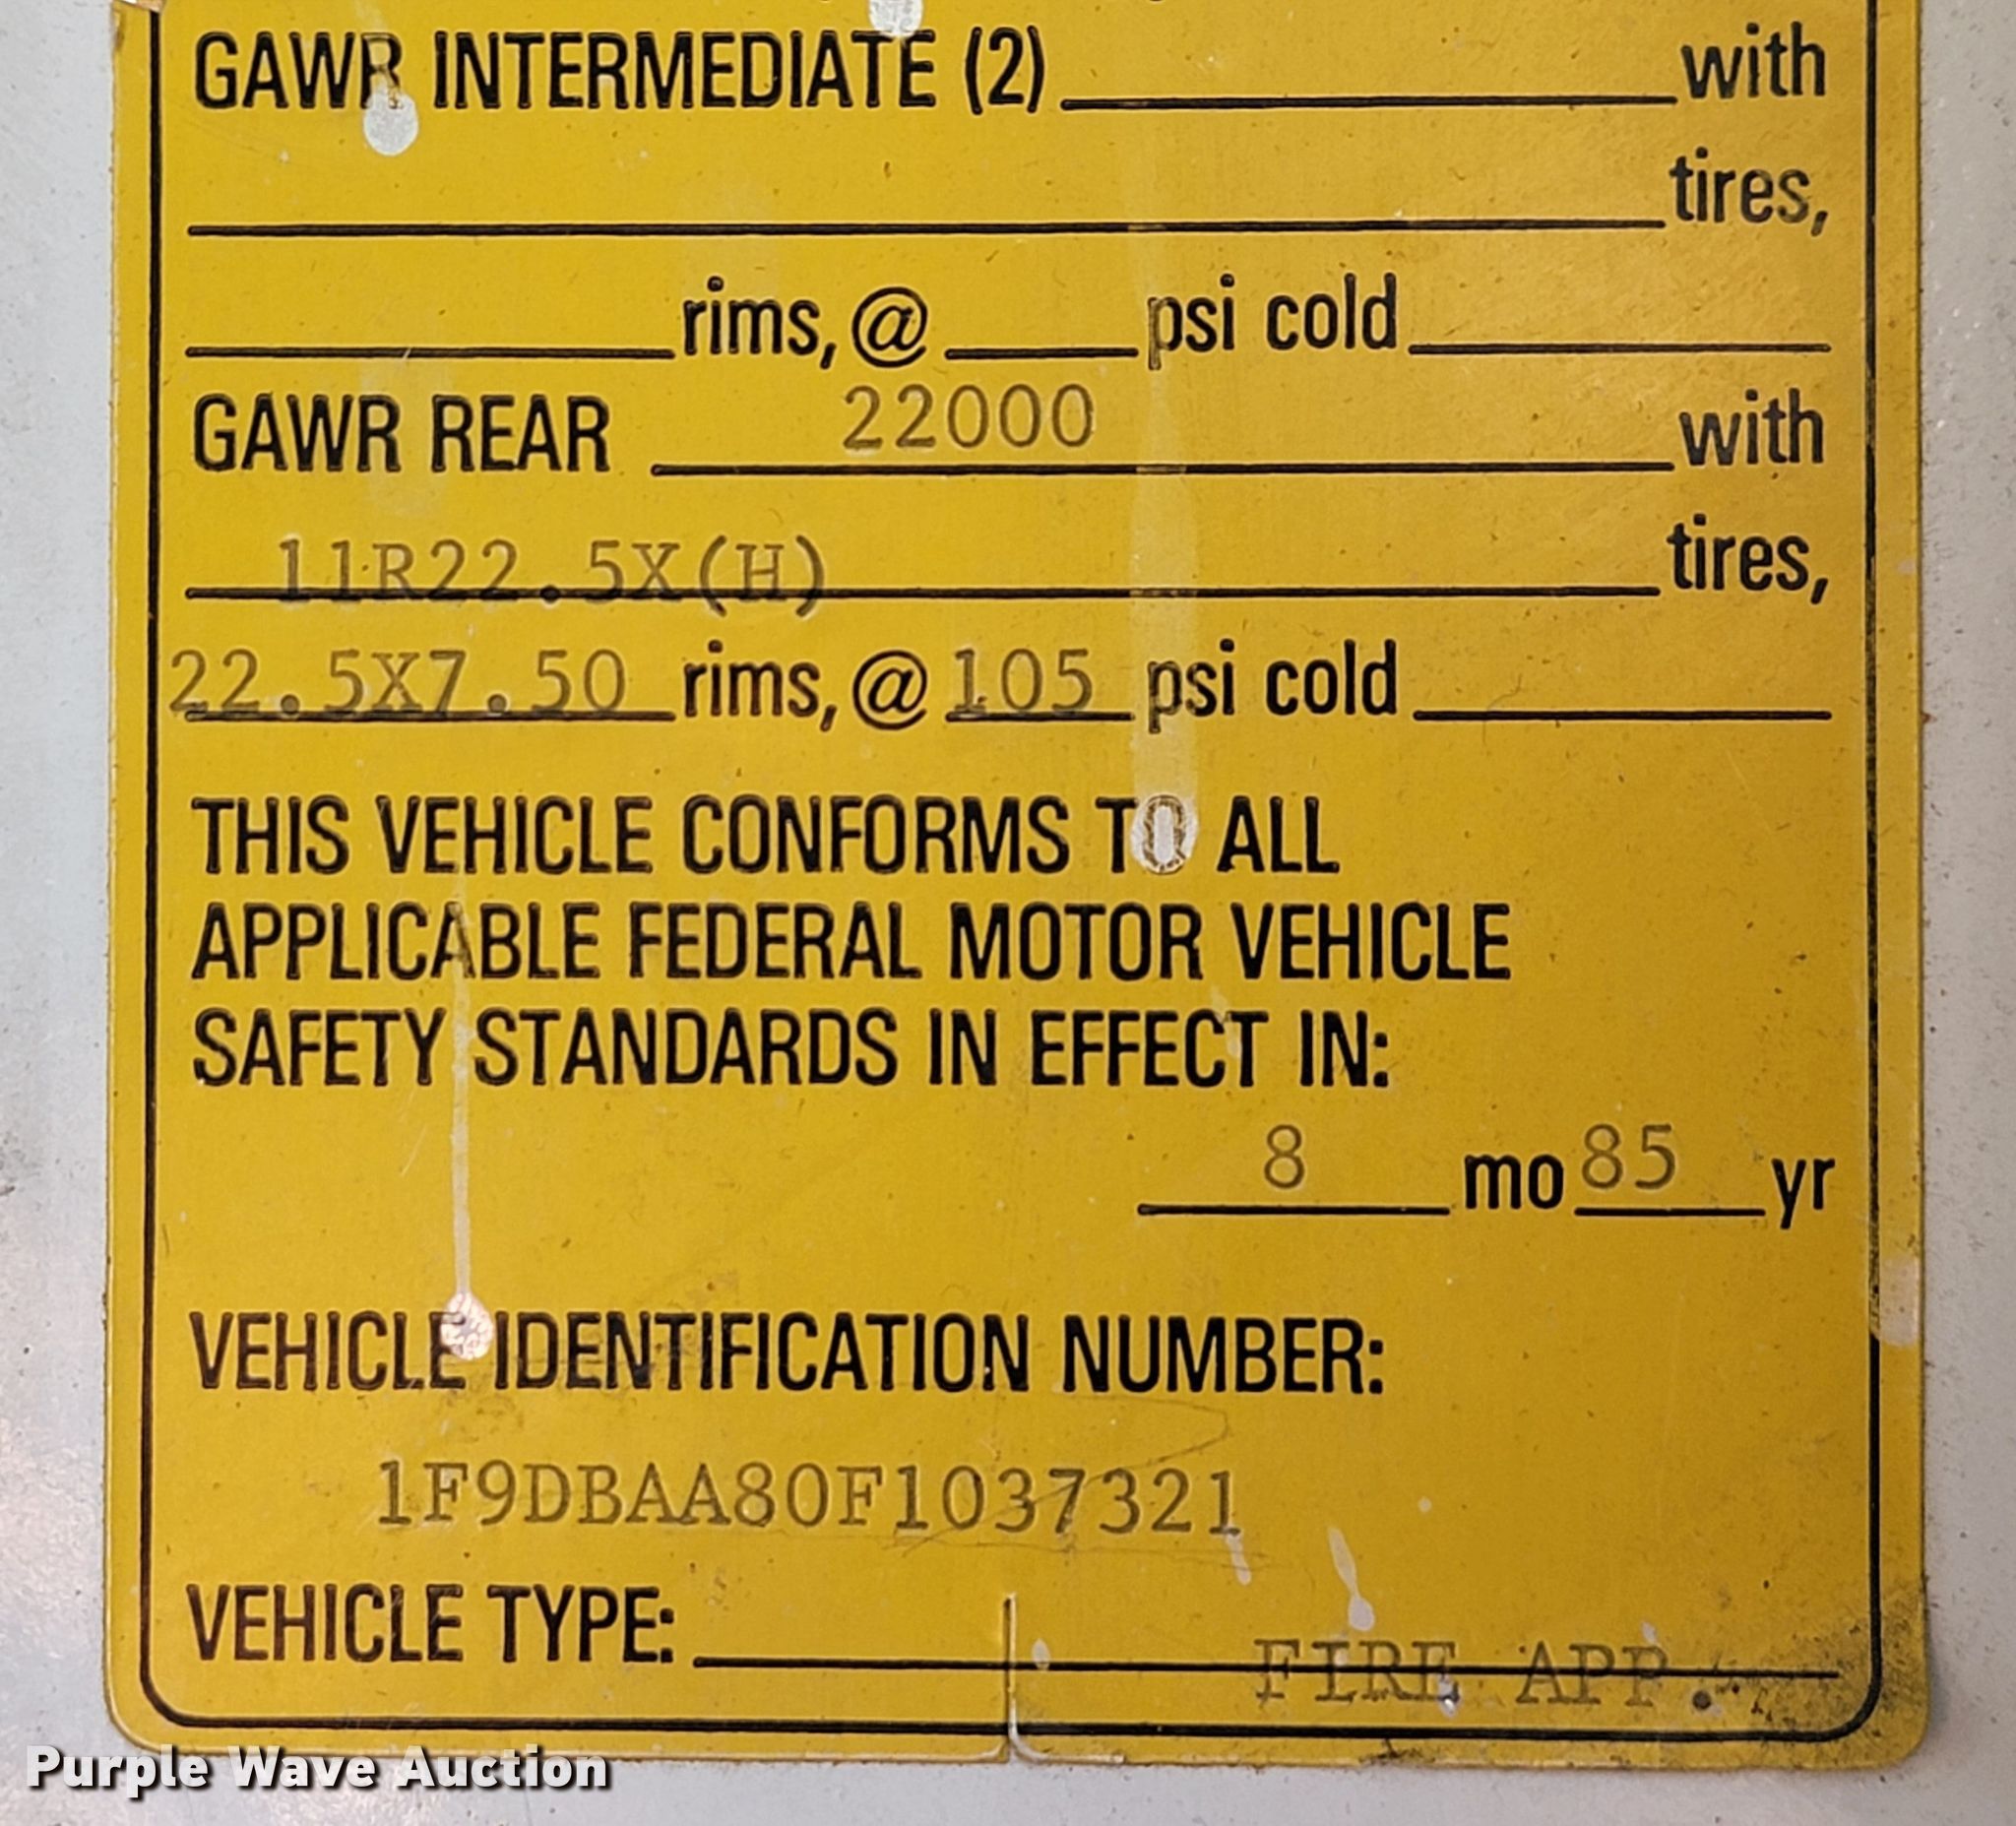 GAWR INTERMEDIATE (2) with
tires,
rims, @ psi cold
GAWR REAR 22000 with
11R22.5X(H) tires,
22.5X7.50 rims, @ 105 psi cold
THIS VEHICLE CONFORMS TO ALL
APPLICABLE FEDERAL MOTOR VEHICLE
SAFETY STANDARDS IN EFFECT IN:
8 mo 85 yr
VEHICLE IDENTIFICATION NUMBER:
1F9DBAA80F1037321
VEHICLE TYPE: FIRE APP.
Purple Wave Auction